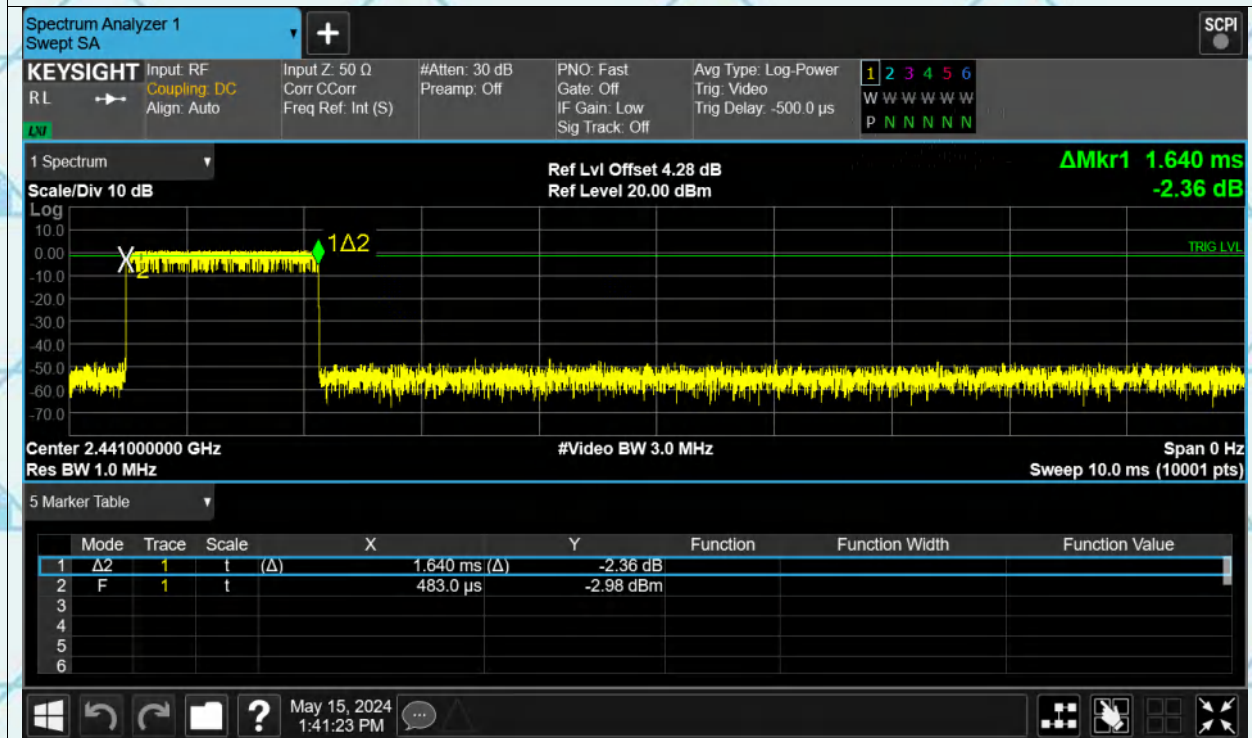 Spectrum Analyzer 1
Swept SA
+
SCPI
KEYSIGHT
RL
LXI
Input: RF
Coupling: DC
Align: Auto
Input Z: 50 Ω
Corr CCorr
Freq Ref: Int (S)
#Atten: 30 dB
Preamp: Off
PNO: Fast
Gate: Off
IF Gain: Low
Sig Track: Off
Avg Type: Log-Power
Trig: Video
Trig Delay: -500.0 µs
1 2 3 4 5 6
W W W W W W
P N N N N N
1 Spectrum
Scale/Div 10 dB
Ref Lvl Offset 4.28 dB
Ref Level 20.00 dBm
ΔMkr1 1.640 ms
-2.36 dB
Log
10.0
0.00
-10.0
-20.0
-30.0
-40.0
-50.0
-60.0
-70.0
X
2
1Δ2
TRIG LVL
Center 2.441000000 GHz
#Video BW 3.0 MHz
Span 0 Hz
Res BW 1.0 MHz
Sweep 10.0 ms (10001 pts)
5 Marker Table
Mode Trace Scale X Y Function Function Width Function Value
1 Δ2 1 t (Δ) 1.640 ms (Δ) -2.36 dB
2 F 1 t 483.0 µs -2.98 dBm
3
4
5
6
?
May 15, 2024
1:41:23 PM